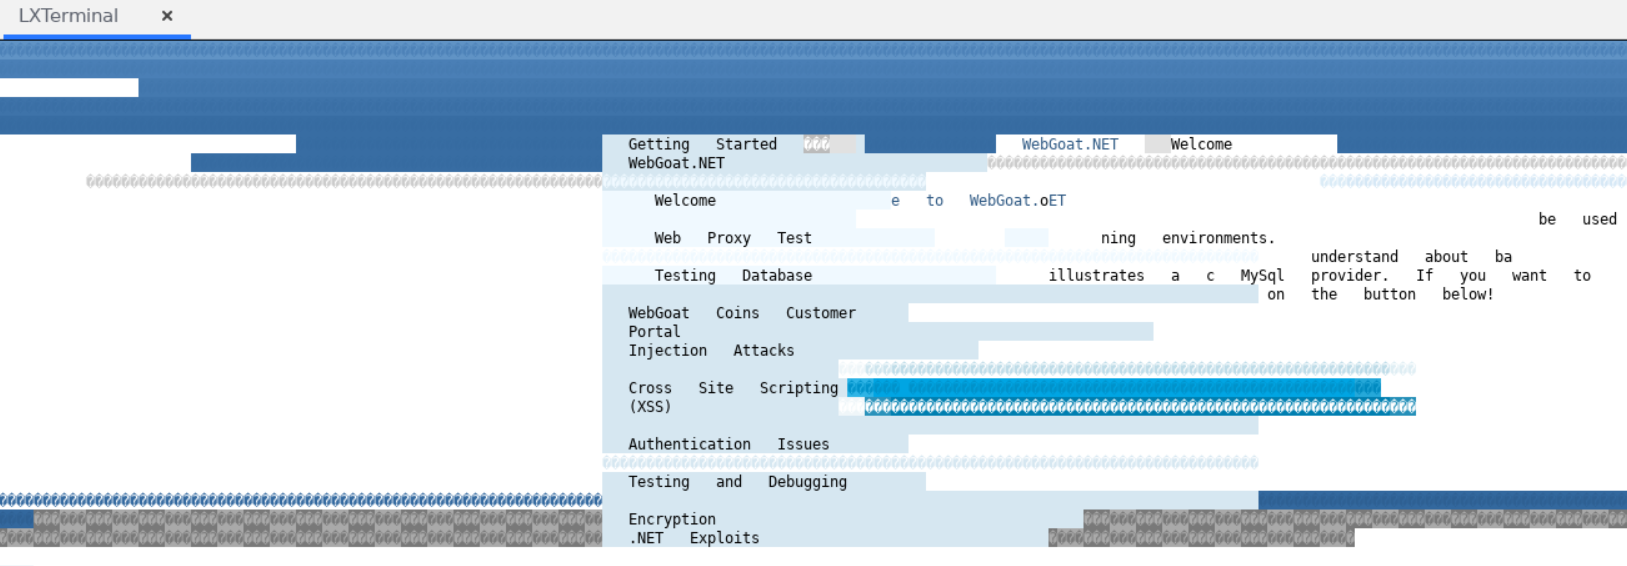 LXTerminal ×
Getting Started WebGoat.NET Welcome
WebGoat.NET
Welcome e to WebGoat.oET
be used
Web Proxy Test ning environments.
understand about ba
Testing Database illustrates a c MySql provider. If you want to
on the button below!
WebGoat Coins Customer
Portal
Injection Attacks
Cross Site Scripting
(XSS)
Authentication Issues
Testing and Debugging
Encryption
.NET Exploits